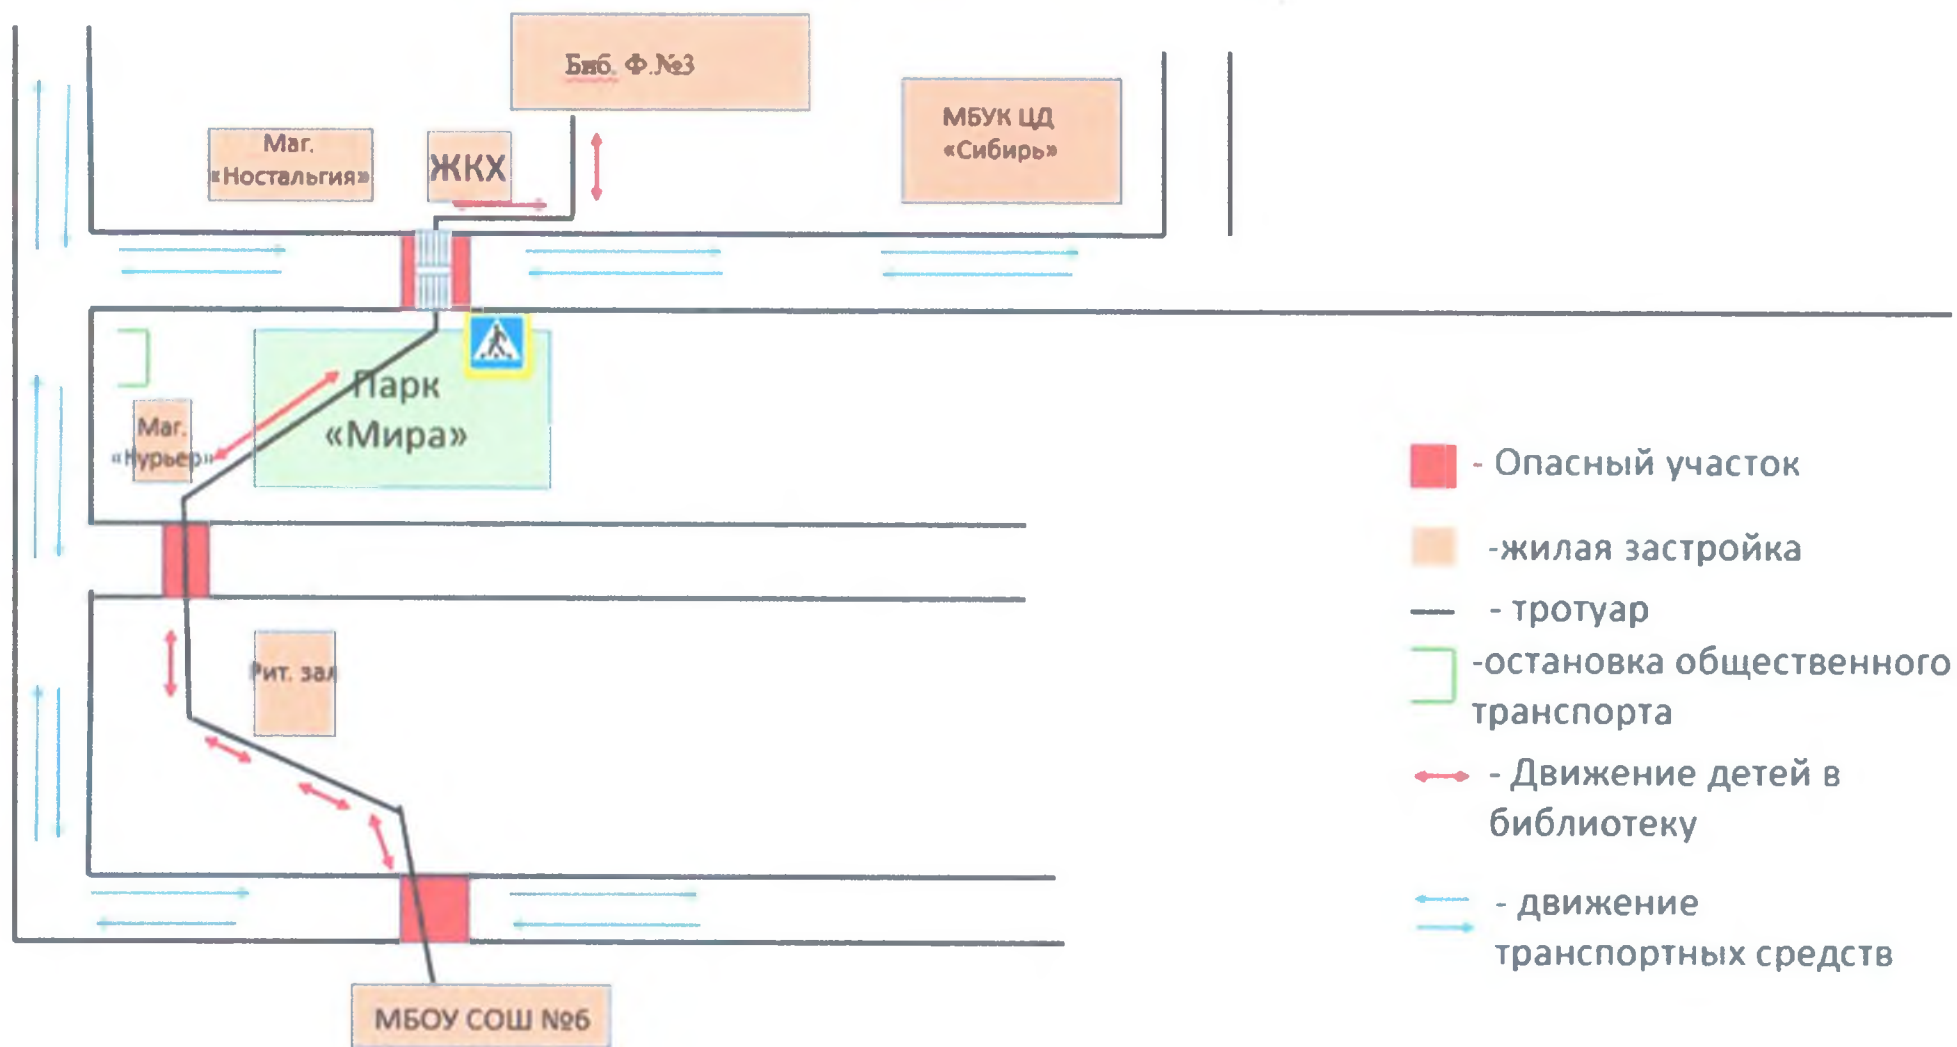 Биб. Ф.№3
МБУК ЦД
«Сибирь»
Маг.
«Ностальгия»
ЖКХ
Парк
«Мира»
Маг.
«Курьер»
Рит. зал
МБОУ СОШ №6
- Опасный участок
-жилая застройка
- тротуар
-остановка общественного
транспорта
- Движение детей в
библиотеку
- движение
транспортных средств